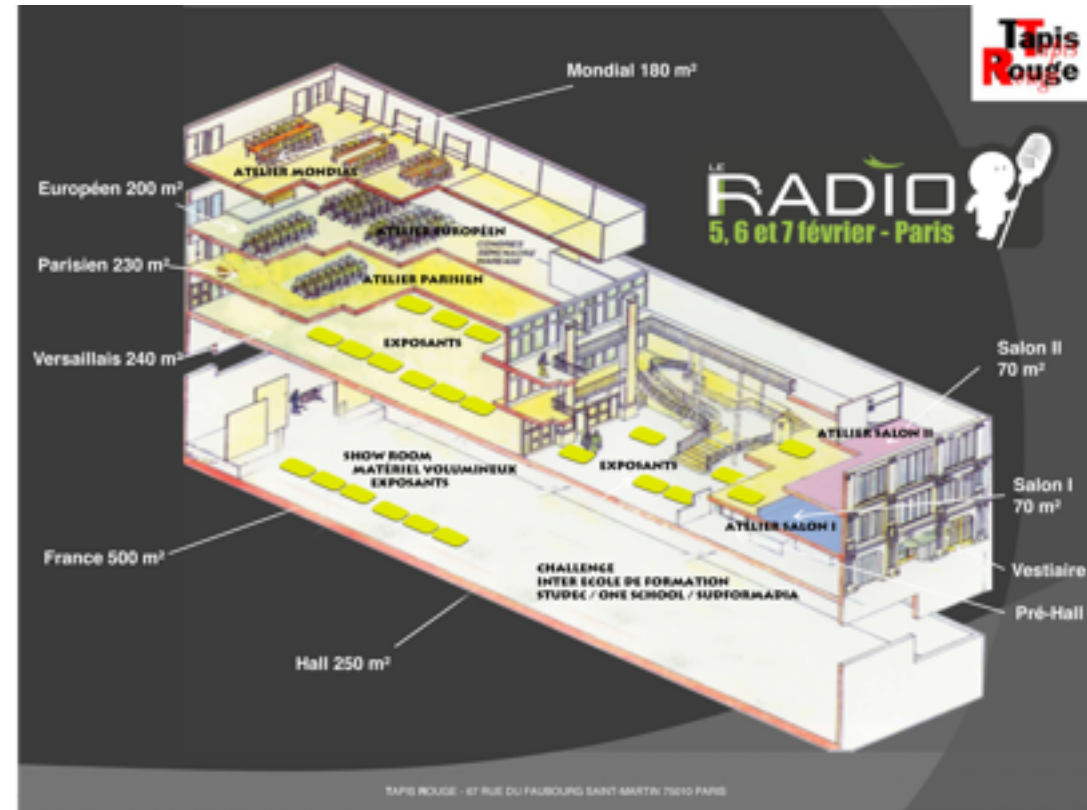 Tapis
Rouge
Mondial 180 m²
LE
RADIO
5, 6 et 7 février - Paris
ATELIER MONDIAL
Européen 200 m²
ATELIER EUROPÉEN
Parisien 230 m²
ATELIER PARISIEN
EXPOSANTS
Versaillais 240 m²
Salon II
70 m²
ATELIER SALON II
SHOW ROOM
MATÉRIEL VOLUMINEUX
EXPOSANTS
EXPOSANTS
Salon I
70 m²
ATELIER SALON I
France 500 m²
CHALLENGE
INTER ECOLE DE FORMATION
STUDEC / ONE SCHOOL / SUDFORMADIA
Vestiaire
Pré-Hall
Hall 250 m²
TAPIS ROUGE - 67 RUE DU FAUBOURG SAINT-MARTIN 75010 PARIS